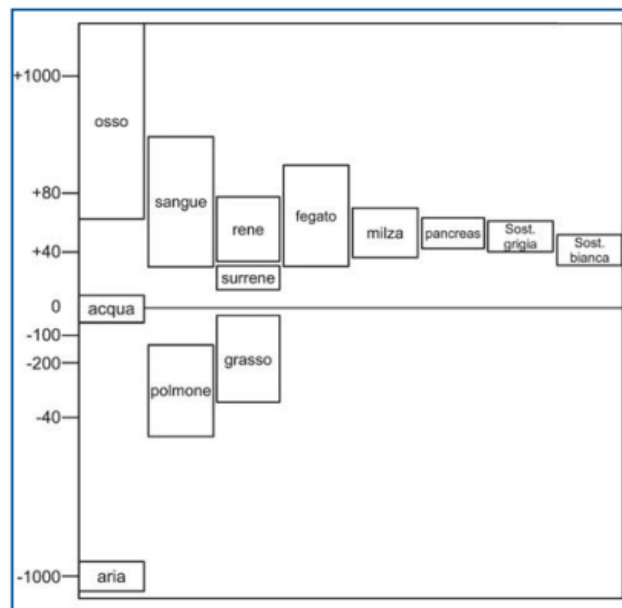 +1000
osso
+80
sangue
rene
fegato
milza
pancreas
Sost.
grigia
Sost.
bianca
+40
surrene
0
acqua
-100
-200
polmone
grasso
-40
-1000
aria